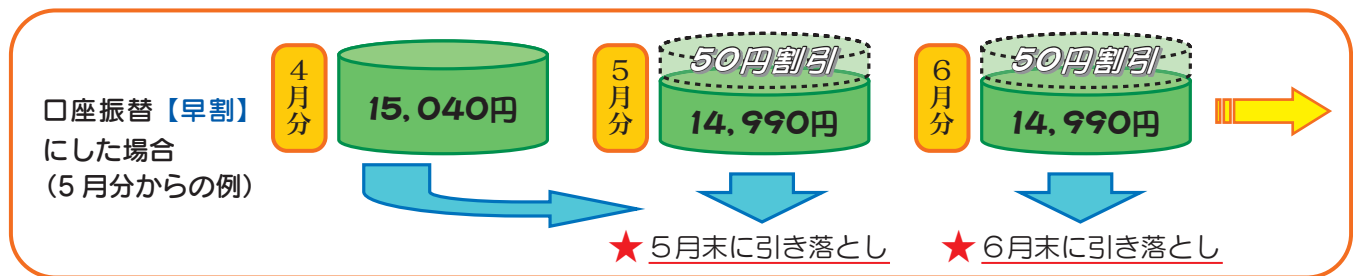 口座振替【早割】
にした場合
（5月分からの例）
4月分
15,040円
5月分
50円割引
14,990円
★５月末に引き落とし
6月分
50円割引
14,990円
★６月末に引き落とし